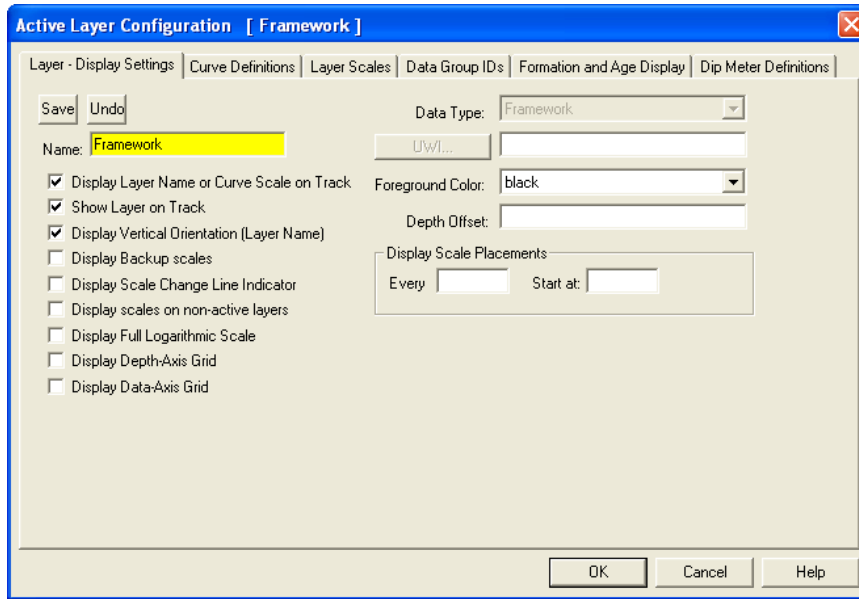 Active Layer Configuration [ Framework ]
Layer - Display Settings Curve Definitions Layer Scales Data Group IDs Formation and Age Display Dip Meter Definitions
Save Undo
Name: Framework
Display Layer Name or Curve Scale on Track
Show Layer on Track
Display Vertical Orientation (Layer Name)
Display Backup scales
Display Scale Change Line Indicator
Display scales on non-active layers
Display Full Logarithmic Scale
Display Depth-Axis Grid
Display Data-Axis Grid
Data Type: Framework
UWI...
Foreground Color: black
Depth Offset:
Display Scale Placements
Every Start at:
OK Cancel Help